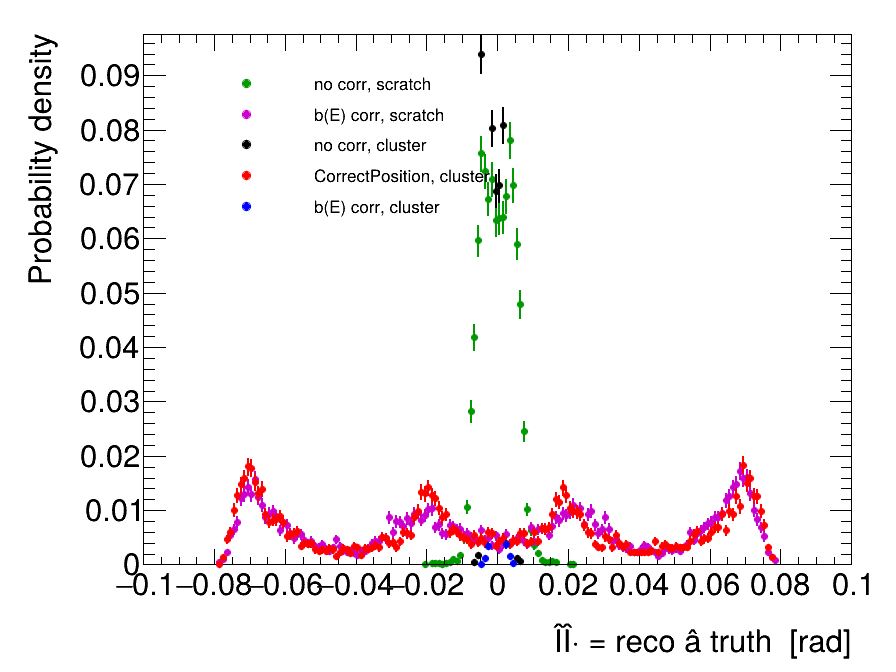 Probability density
0.09
0.08
0.07
0.06
0.05
0.04
0.03
0.02
0.01
0
no corr, scratch
b(E) corr, scratch
no corr, cluster
CorrectPosition, cluster
b(E) corr, cluster
−0.1 −0.08 −0.06 −0.04 −0.02 0 0.02 0.04 0.06 0.08 0.1
ÎÎ· = reco â truth [rad]